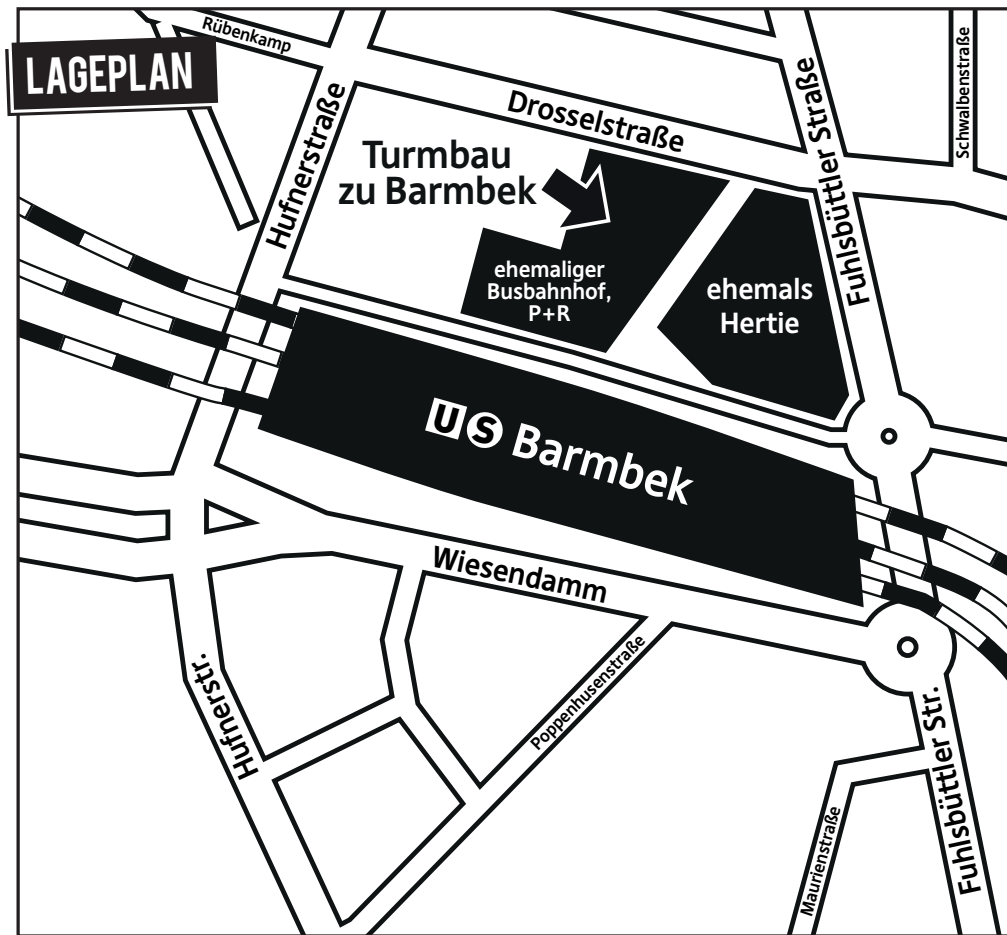 Rübenkamp
LAGEPLAN
Hufnerstraße
Drosselstraße
Fuhlsbüttler Straße
Schwalbenstraße
Turmbau
zu Barmbek
ehemaliger
Busbahnhof,
P+R
ehemals
Hertie
U S Barmbek
Wiesendamm
Hufnerstr.
Poppenhusenstraße
Maurienstraße
Fuhlsbüttler Str.